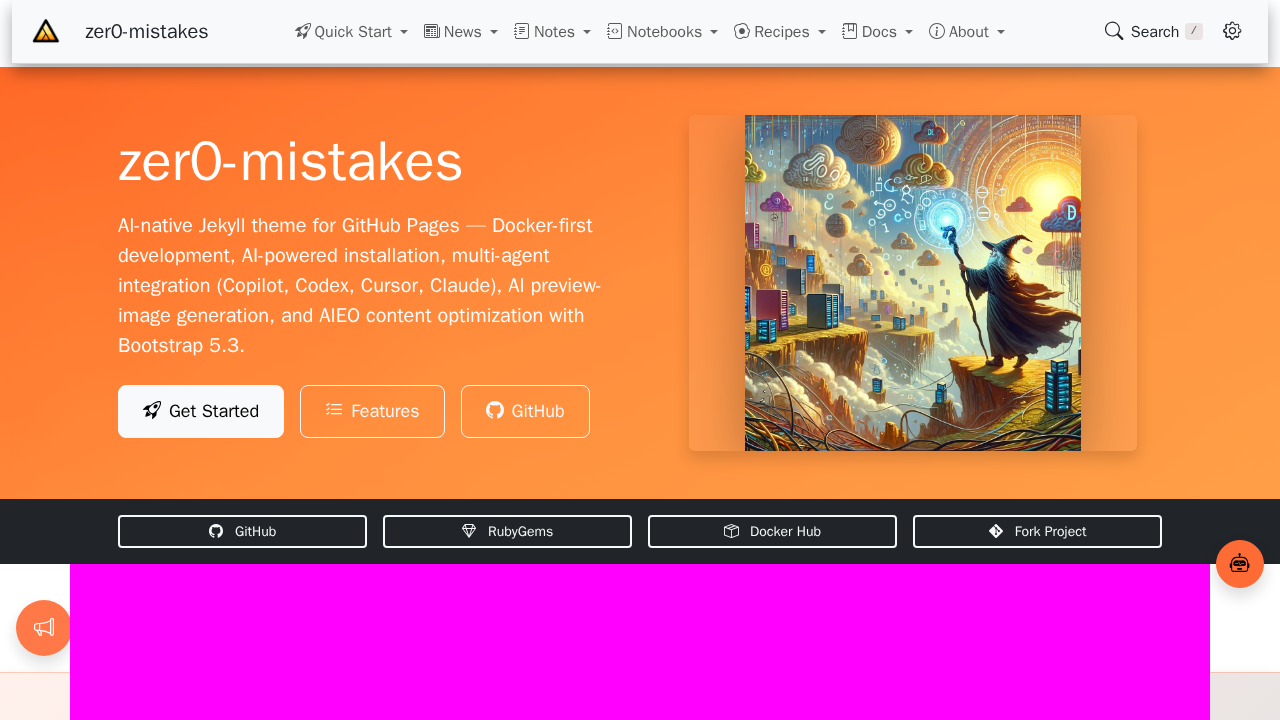 zer0-mistakes
Quick Start
News
Notes
Notebooks
Recipes
Docs
About
Search /
zer0-mistakes
AI-native Jekyll theme for GitHub Pages — Docker-first
development, AI-powered installation, multi-agent
integration (Copilot, Codex, Cursor, Claude), AI preview-
image generation, and AIEO content optimization with
Bootstrap 5.3.
Get Started
Features
GitHub
GitHub
RubyGems
Docker Hub
Fork Project